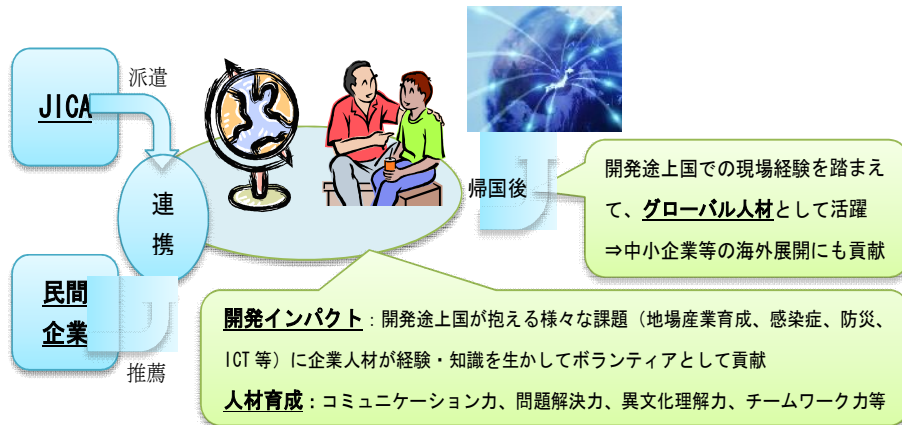 JICA
派遣
連
携
民間
企業
推薦
帰国後
開発途上国での現場経験を踏まえ
て、グローバル人材として活躍
⇒中小企業等の海外展開にも貢献
開発インパクト：開発途上国が抱える様々な課題（地場産業育成、感染症、防災、
ICT 等）に企業人材が経験・知識を生かしてボランティアとして貢献
人材育成：コミュニケーション力、問題解決力、異文化理解力、チームワーク力等